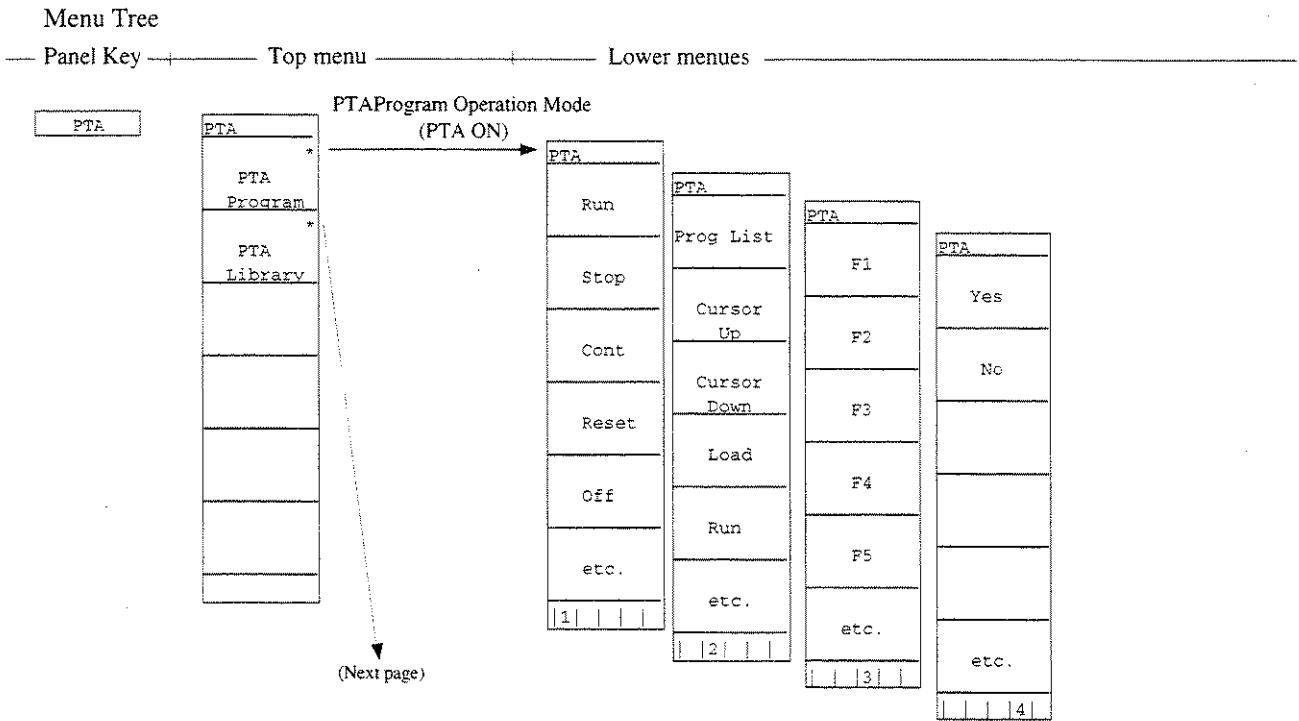 Menu Tree
Panel Key
Top menu
Lower menues
PTA
PTA
*
PTA
Program
*
PTA
Library
PTAProgram Operation Mode
(PTA ON)
(Next page)
PTA
Run
Stop
Cont
Reset
Off
etc.
|1| | | |
PTA
Prog List
Cursor
Up
Cursor
Down
Load
Run
etc.
| |2| | |
PTA
F1
F2
F3
F4
F5
etc.
| | |3| |
PTA
Yes
No
etc.
| | | |4|